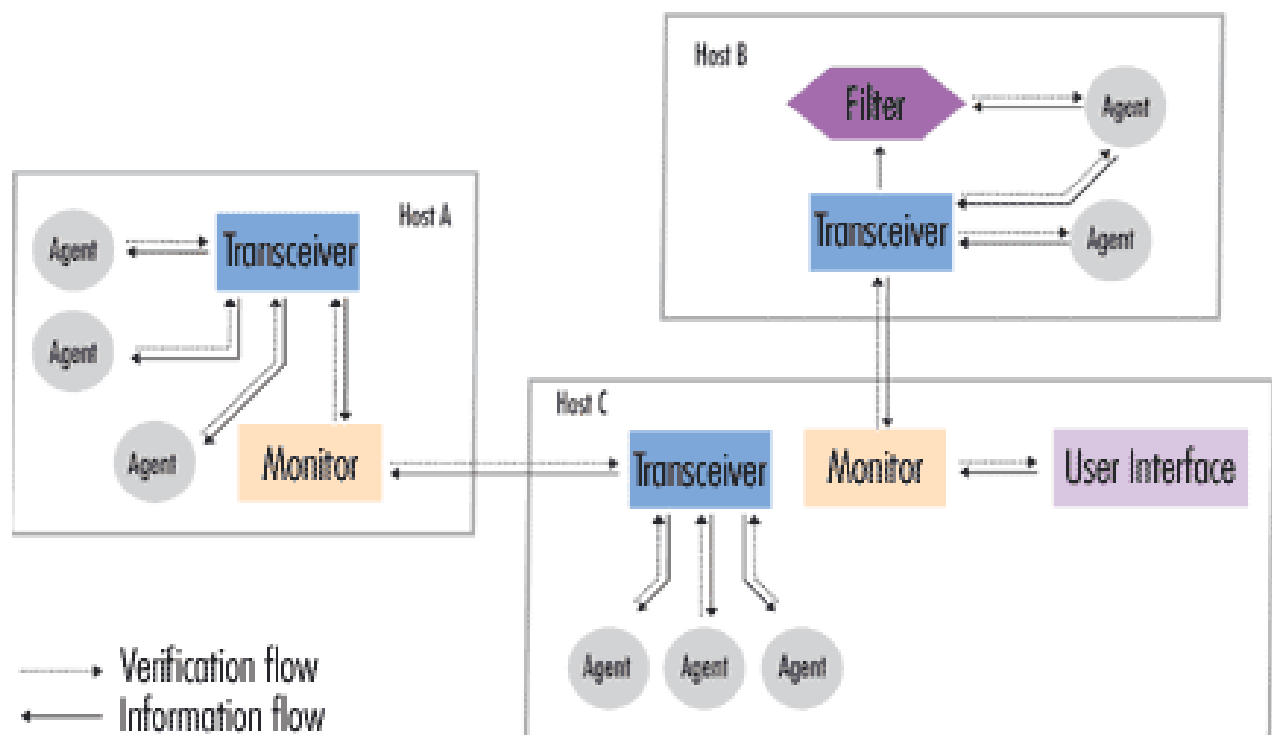 Host B
Filter
Agent
Transceiver
Agent
Host A
Agent
Transceiver
Agent
Agent
Monitor
Host C
Transceiver
Monitor
User Interface
Agent
Agent
Agent
Verification flow
Information flow